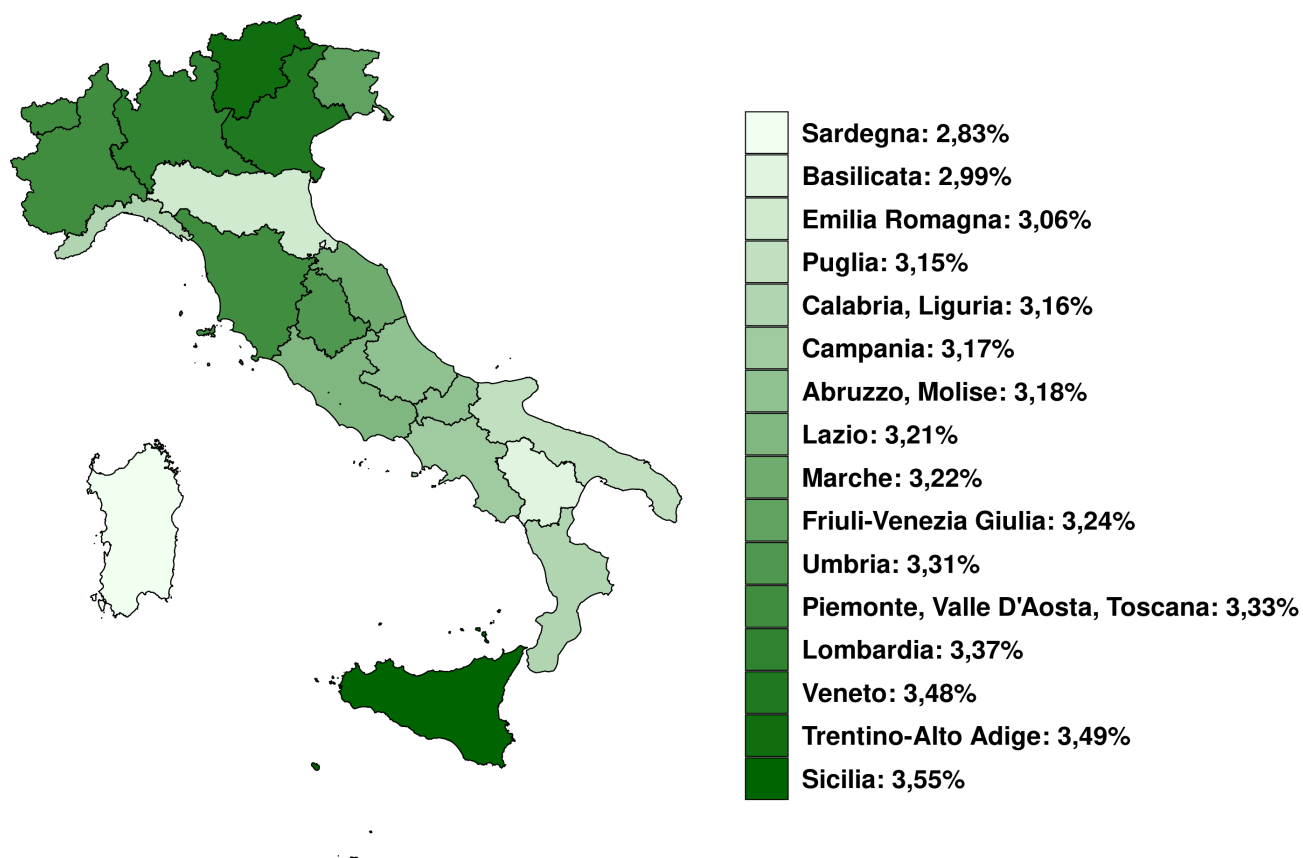 Sardegna: 2,83%
Basilicata: 2,99%
Emilia Romagna: 3,06%
Puglia: 3,15%
Calabria, Liguria: 3,16%
Campania: 3,17%
Abruzzo, Molise: 3,18%
Lazio: 3,21%
Marche: 3,22%
Friuli-Venezia Giulia: 3,24%
Umbria: 3,31%
Piemonte, Valle D'Aosta, Toscana: 3,33%
Lombardia: 3,37%
Veneto: 3,48%
Trentino-Alto Adige: 3,49%
Sicilia: 3,55%